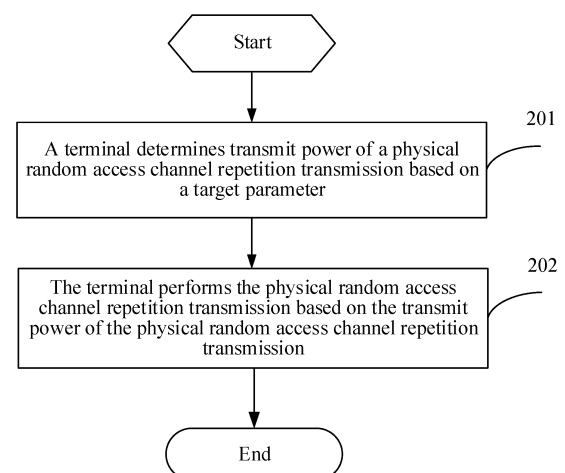 Start
201
A terminal determines transmit power of a physical
random access channel repetition transmission based on
a target parameter
202
The terminal performs the physical random access
channel repetition transmission based on the transmit
power of the physical random access channel repetition
transmission
End